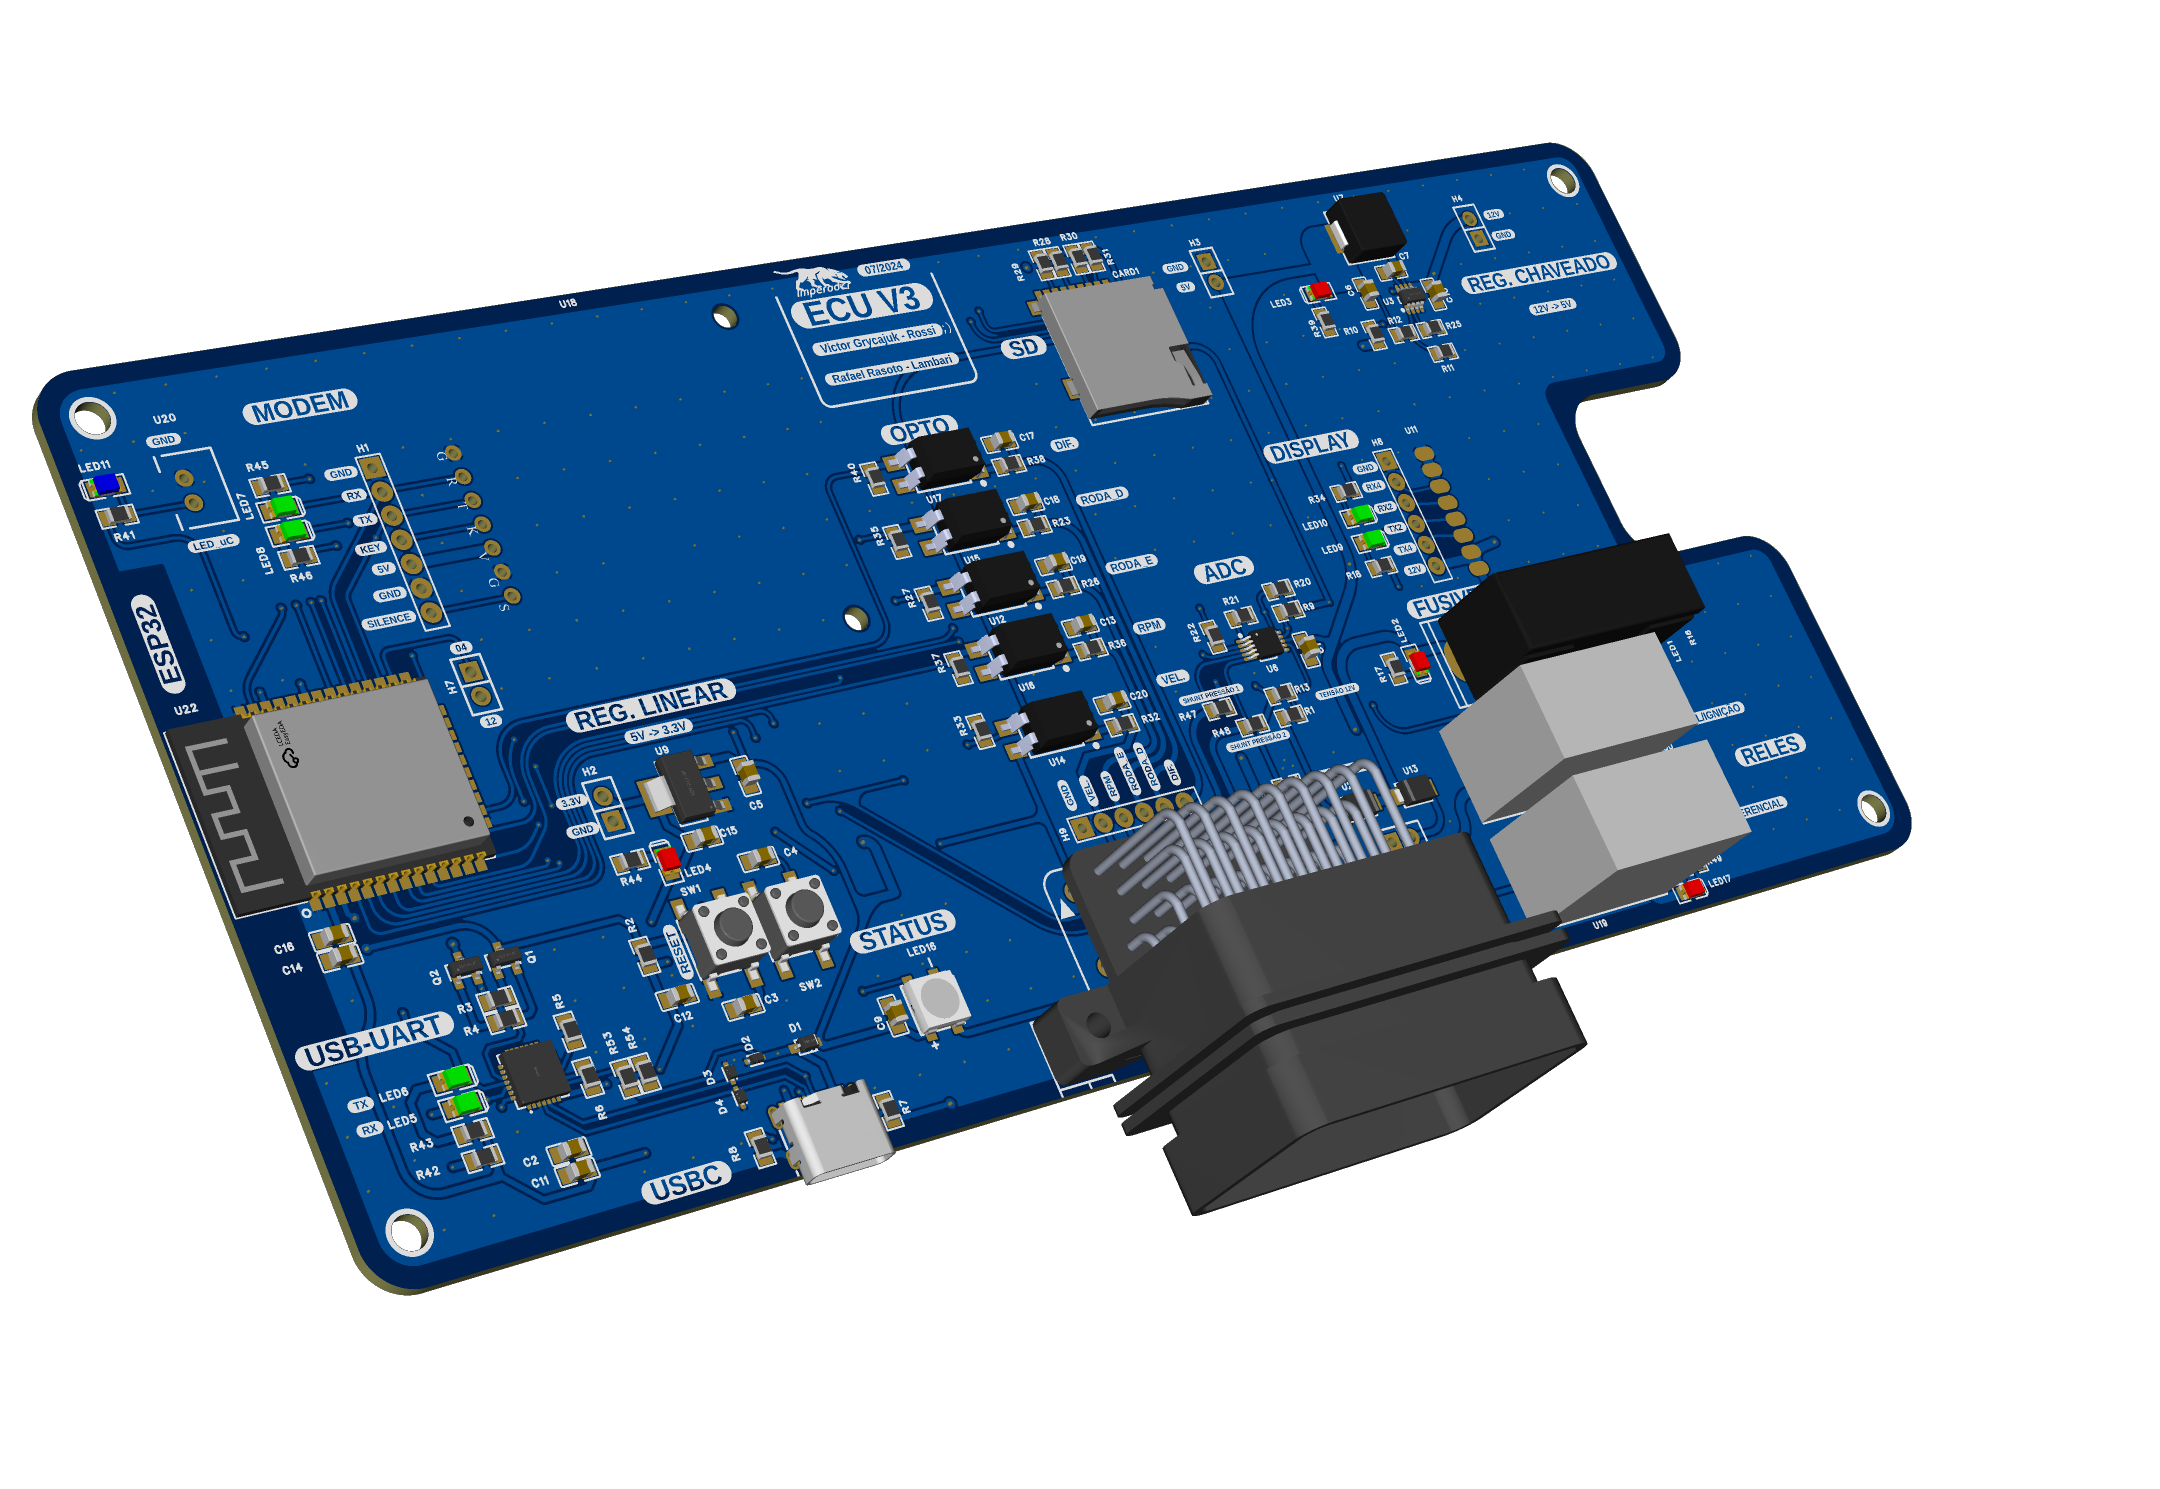 Imperador
07/2024
ECU V3
Victor Grycajuk - Rossi ;)
Rafael Rasoto - Lambari
U18
R28
R30
R29
R31
CARD1
SD
H3
GND
5V
U7
H4
12V
GND
REG. CHAVEADO
12V -> 5V
C7
C6
U3
LED3
R39
R10
R12
R25
R11
MODEM
U20
GND
LED11
R41
LED_uC
R45
LED7
LED8
R46
H1
GND
RX
TX
KEY
5V
GND
SILENCE
G
R
T
K
V
G
S
OPTO
C17
DIF.
R40
R38
U17
C18
RODA_D
R35
R23
U15
C19
RODA_E
R27
R26
U12
C13
RPM
R37
R36
U16
VEL.
C20
R33
R32
U14
DISPLAY
H8
U11
GND
RX4
RX2
TX2
TX4
12V
R34
LED10
LED9
R18
ADC
R20
R21
R9
R22
U6
SHUNT PRESSÃO 1
R47
R13
R1
R48
SHUNT PRESSÃO 2
TENSÃO 12V
LED2
R17
RELES
U13
LED17
U19
ESP32
U22
H7
04
12
REG. LINEAR
5V -> 3.3V
U9
H2
3.3V
GND
C5
C15
R44
LED4
C4
SW1
RESET
R2
SW2
C12
C3
STATUS
LED16
-
+
C9
H9
GND
VEL.
RPM
RODA_E
RODA_D
DIF.
C16
C14
Q2
Q1
R3
R4
R5
USB-UART
R53
R54
R6
TX
LED6
RX
LED5
R43
R42
C2
C11
D1
D2
D3
D4
R7
R8
USBC